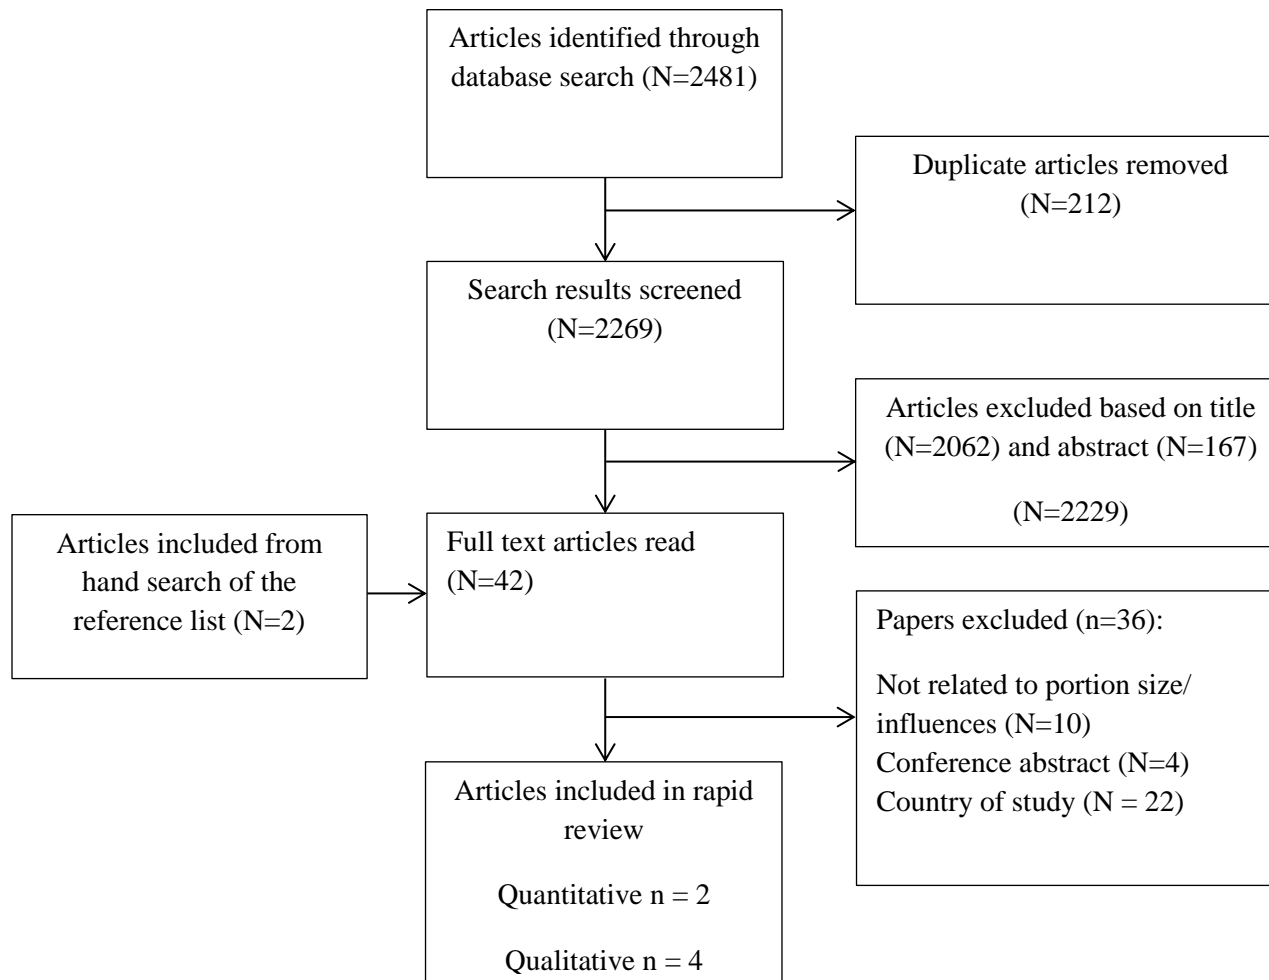 Articles identified through
database search (N=2481)
Duplicate articles removed
(N=212)
Search results screened
(N=2269)
Articles excluded based on title
(N=2062) and abstract (N=167)
(N=2229)
Articles included from
hand search of the
reference list (N=2)
Full text articles read
(N=42)
Papers excluded (n=36):
Not related to portion size/
influences (N=10)
Conference abstract (N=4)
Country of study (N = 22)
Articles included in rapid
review
Quantitative n = 2
Qualitative n = 4